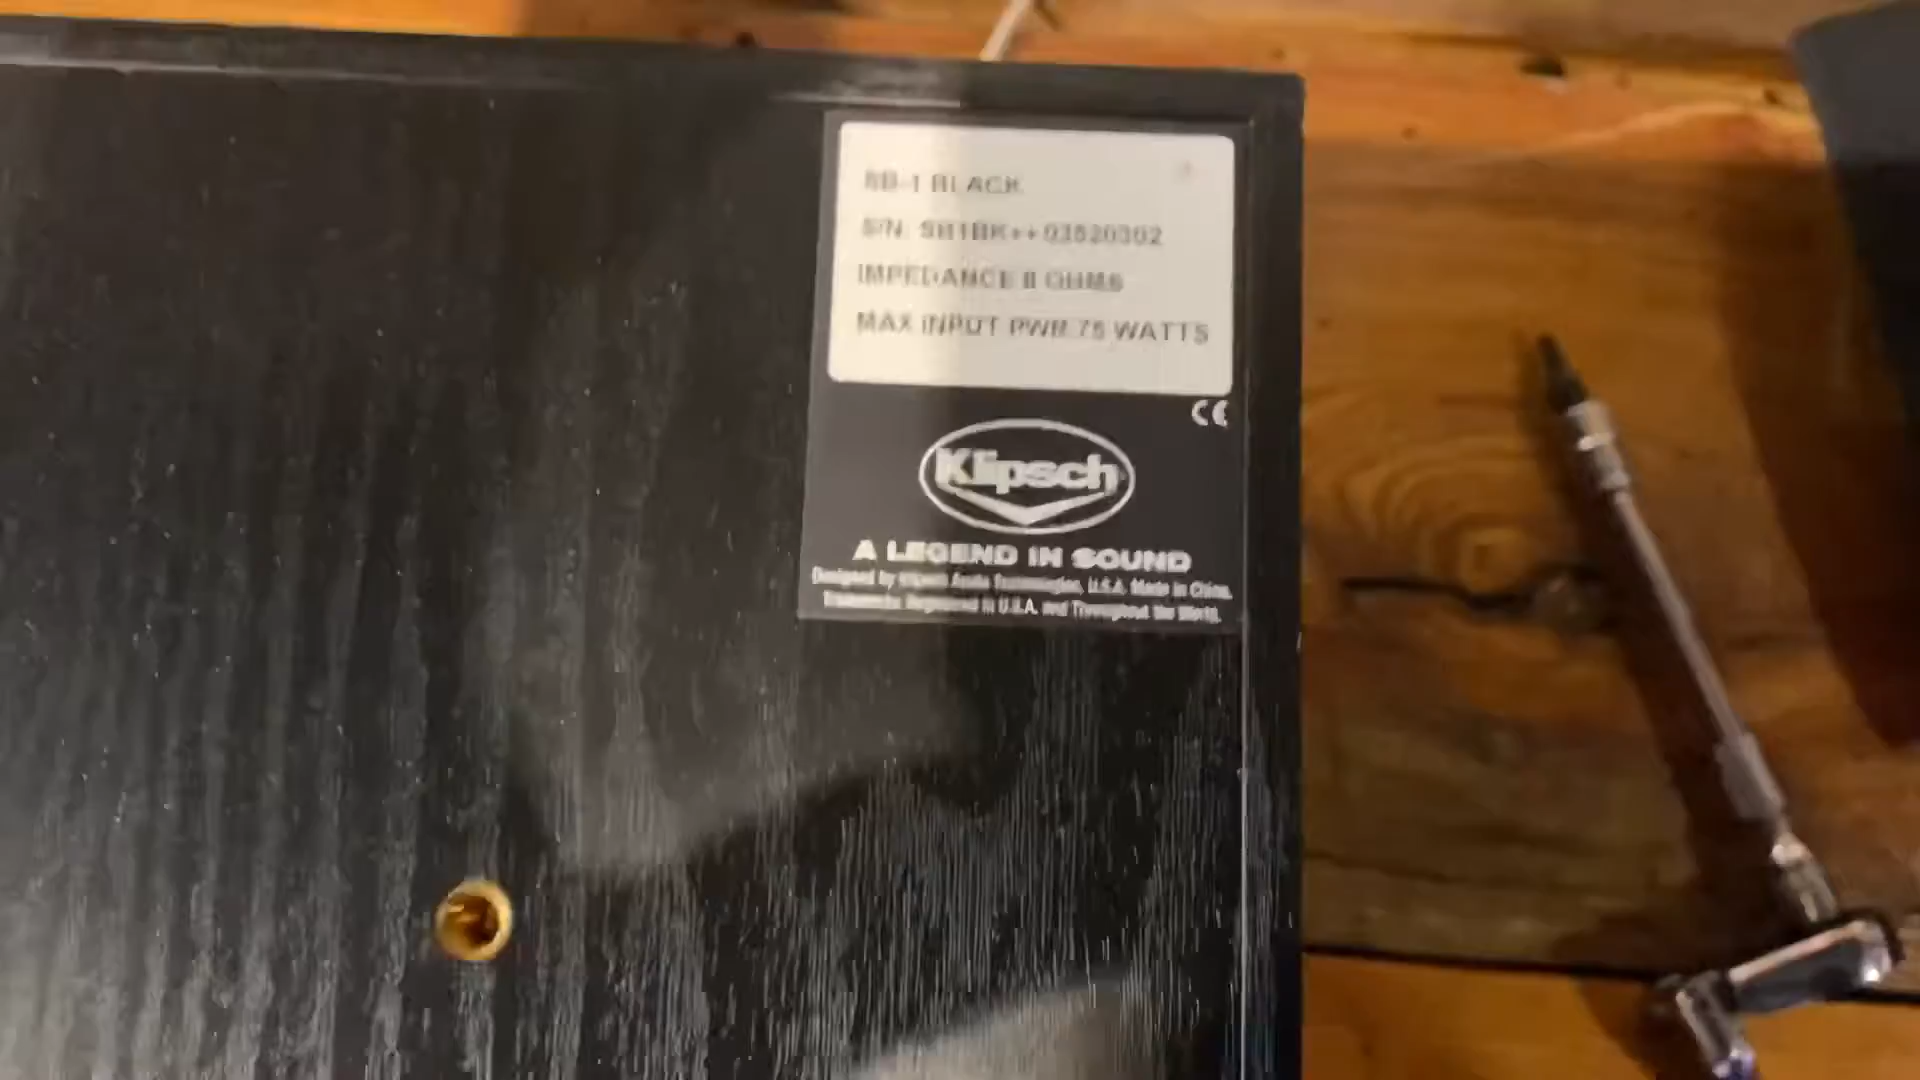 SB-1 BLACK
S/N: SB1BK++03520302
IMPEDANCE 8 OHMS
MAX INPUT PWR 75 WATTS
CE
Klipsch
A LEGEND IN SOUND
Designed by Klipsch Audio Technologies, U.S.A. Made in China.
Trademarks Registered in U.S.A. and Throughout the World.